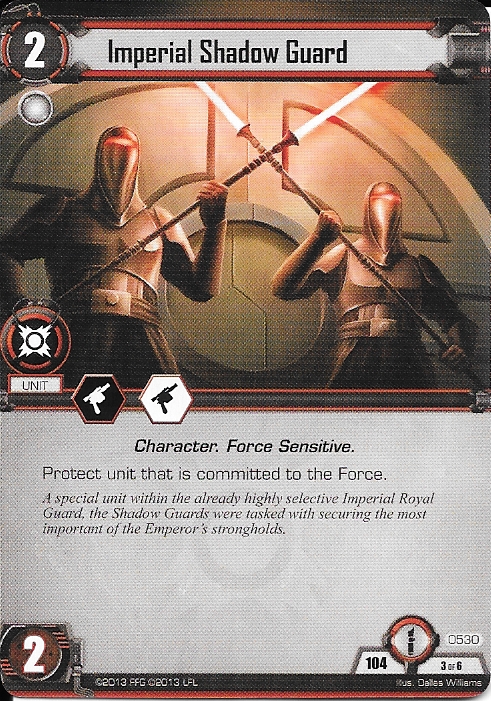 2
Imperial Shadow Guard
UNIT
Character. Force Sensitive.
Protect unit that is committed to the Force.
A special unit within the already highly selective Imperial Royal
Guard, the Shadow Guards were tasked with securing the most
important of the Emperor's strongholds.
2
0530
104
3 OF 6
©2013 FFG ©2013 LFL
Illus. Dallas Williams